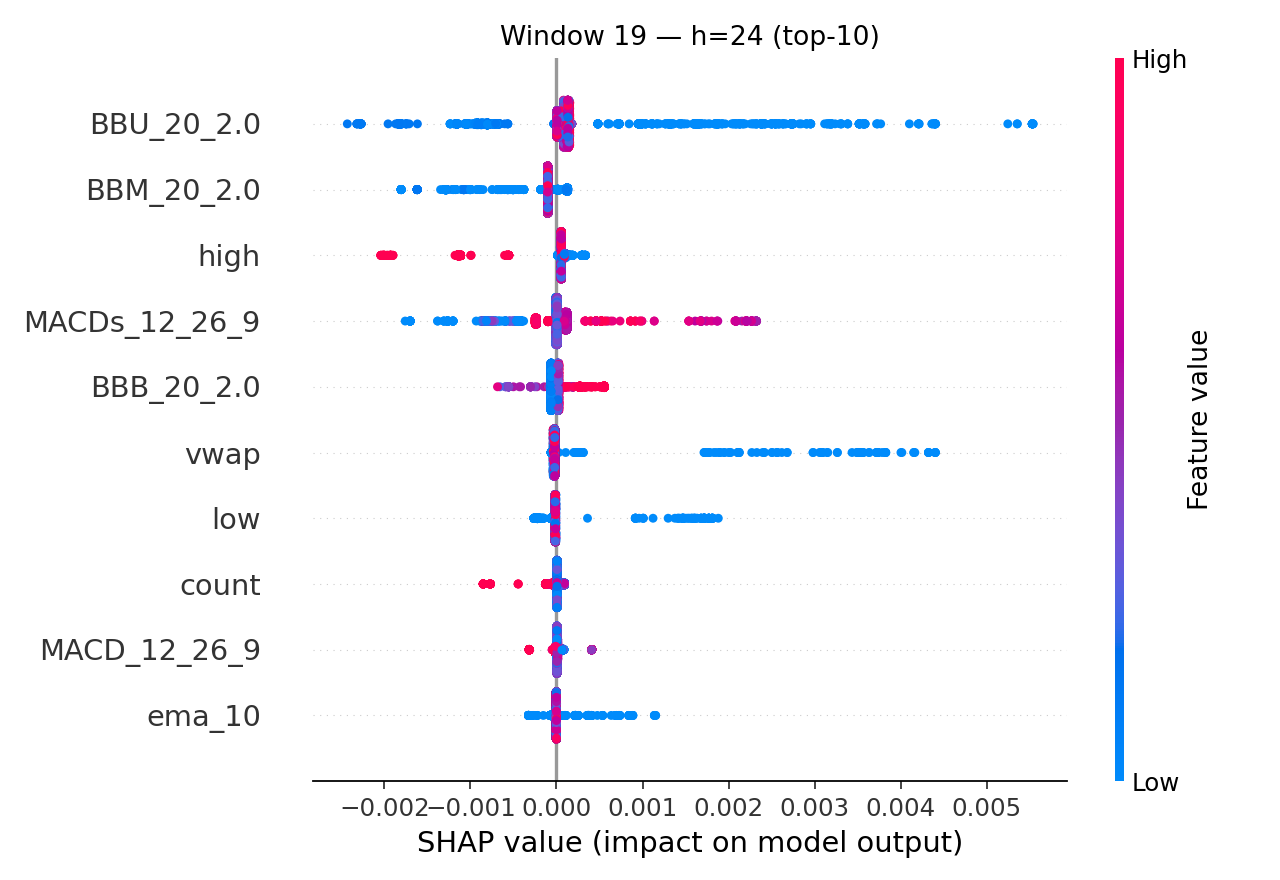 Window 19 — h=24 (top-10)
High
BBU_20_2.0
BBM_20_2.0
high
MACDs_12_26_9
BBB_20_2.0
vwap
low
count
MACD_12_26_9
ema_10
Feature value
Low
−0.002 −0.001 0.000 0.001 0.002 0.003 0.004 0.005
SHAP value (impact on model output)